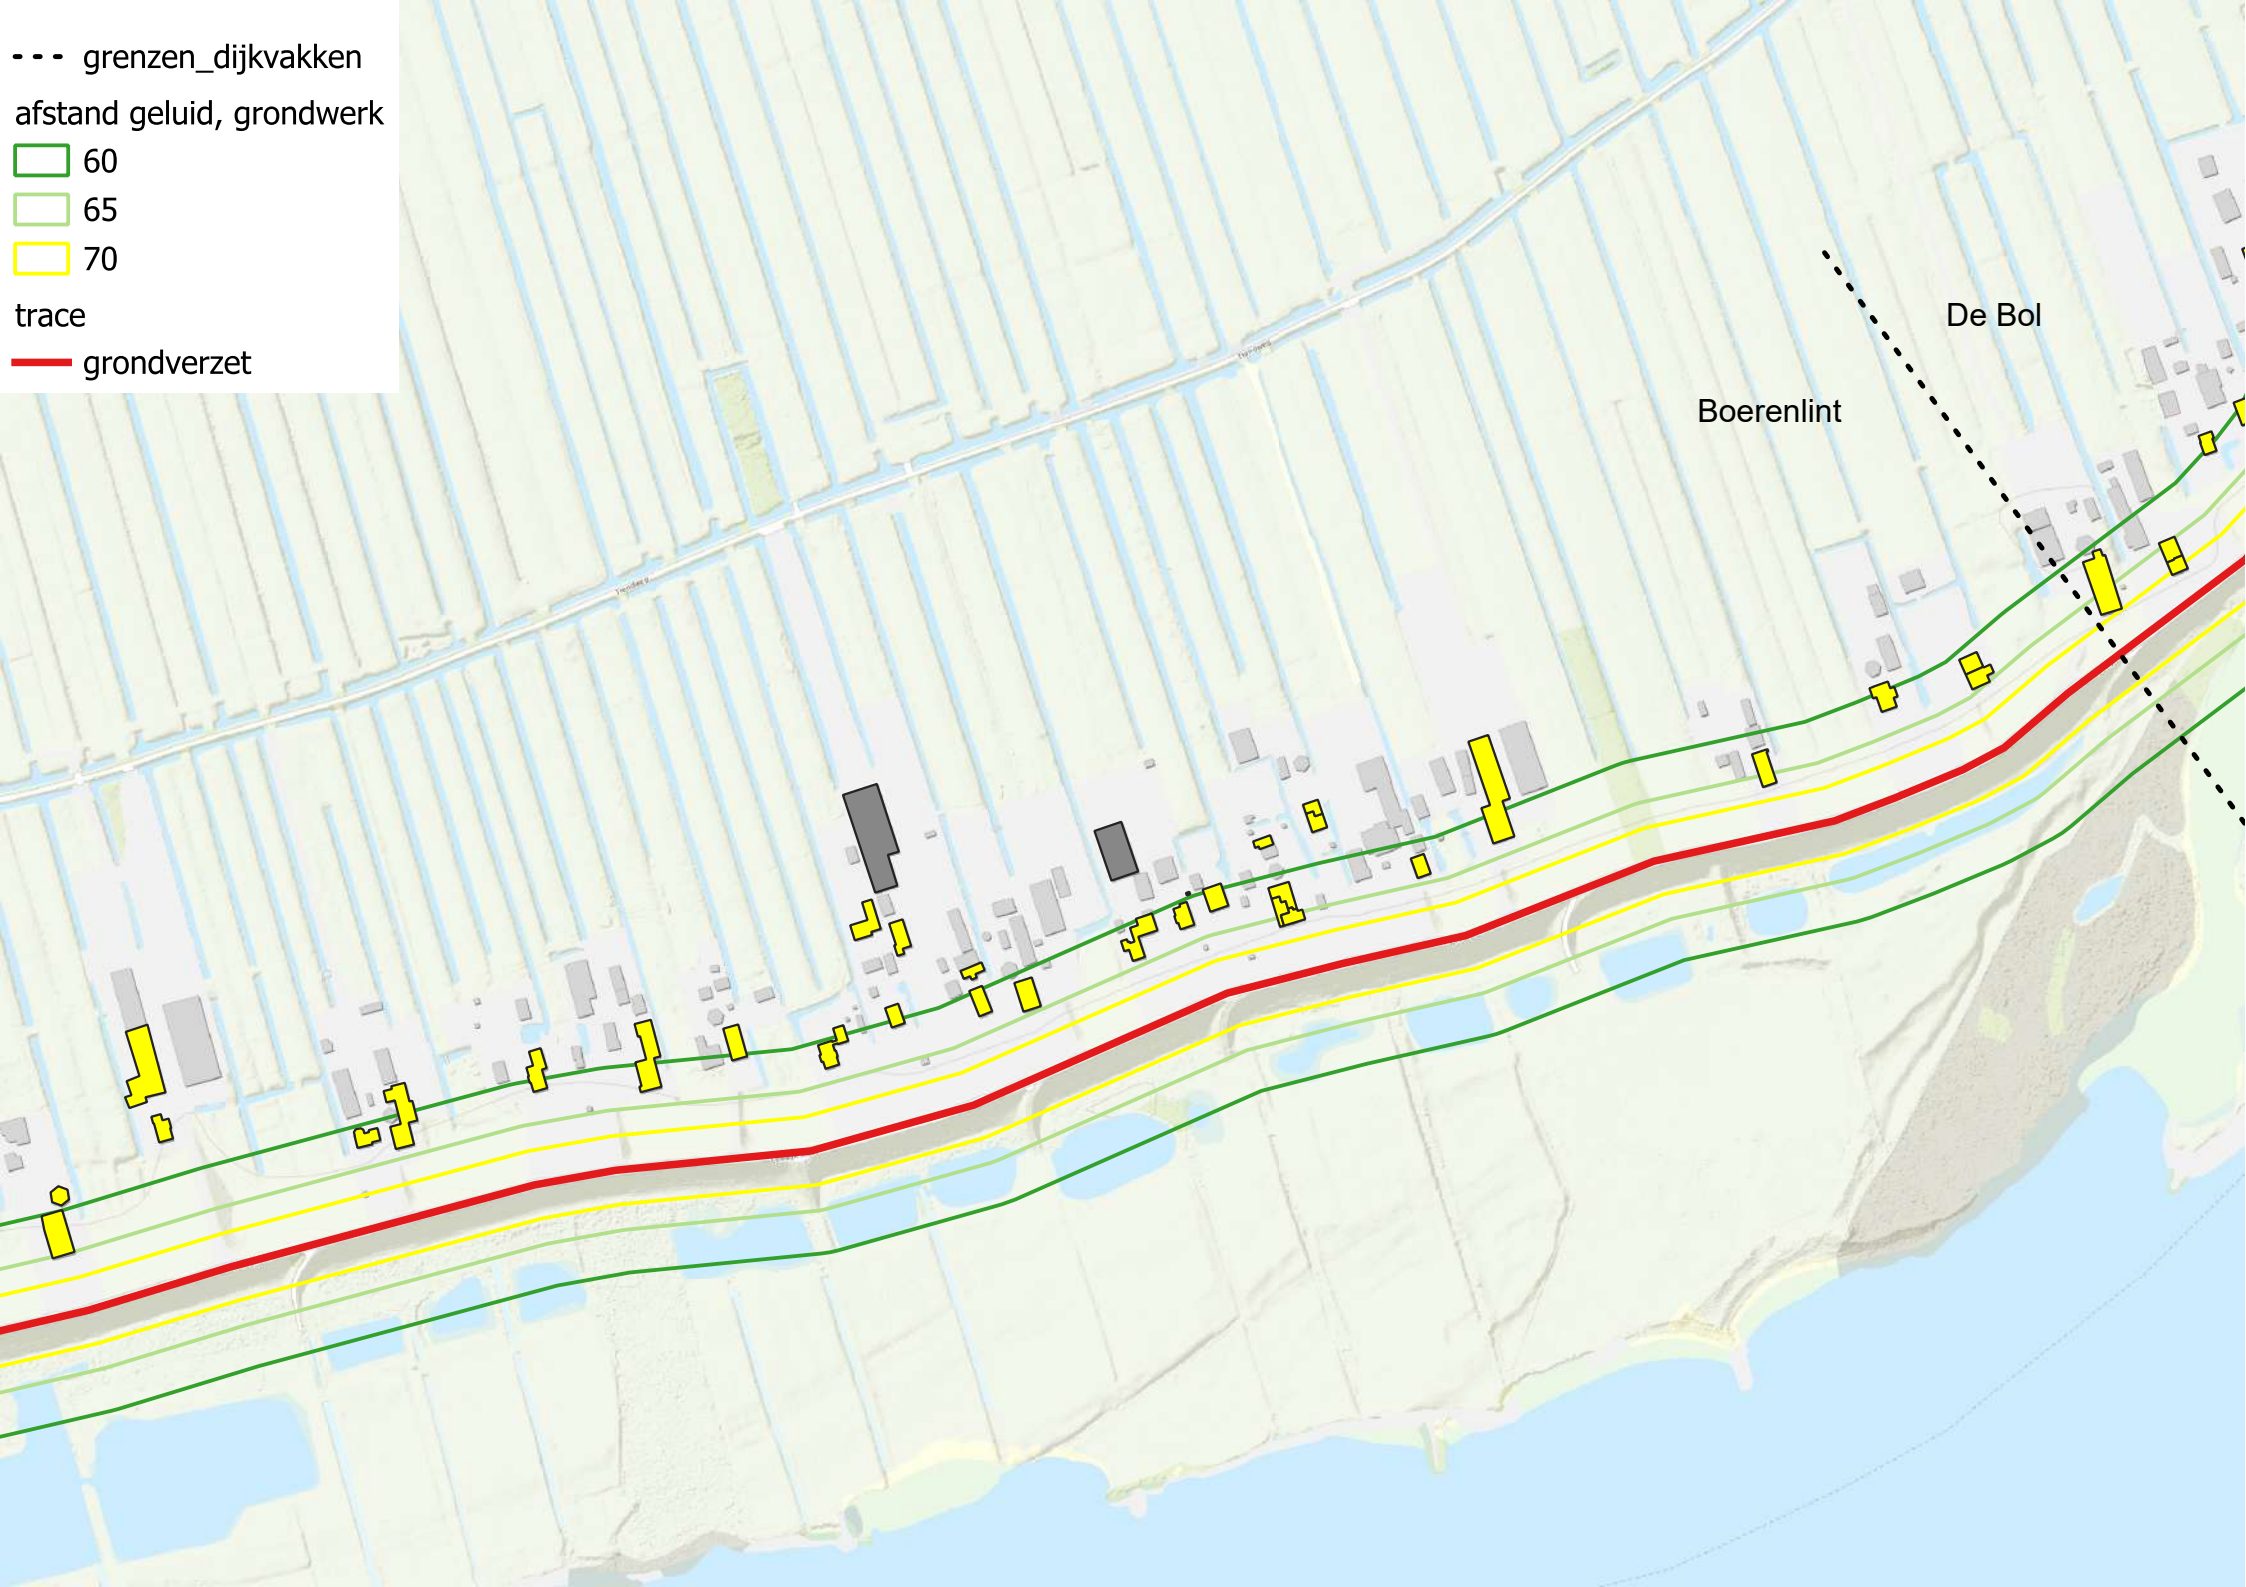 grenzen_dijkvakken
afstand geluid, grondwerk
60
65
70
trace
grondverzet
De Bol
Boerenlint